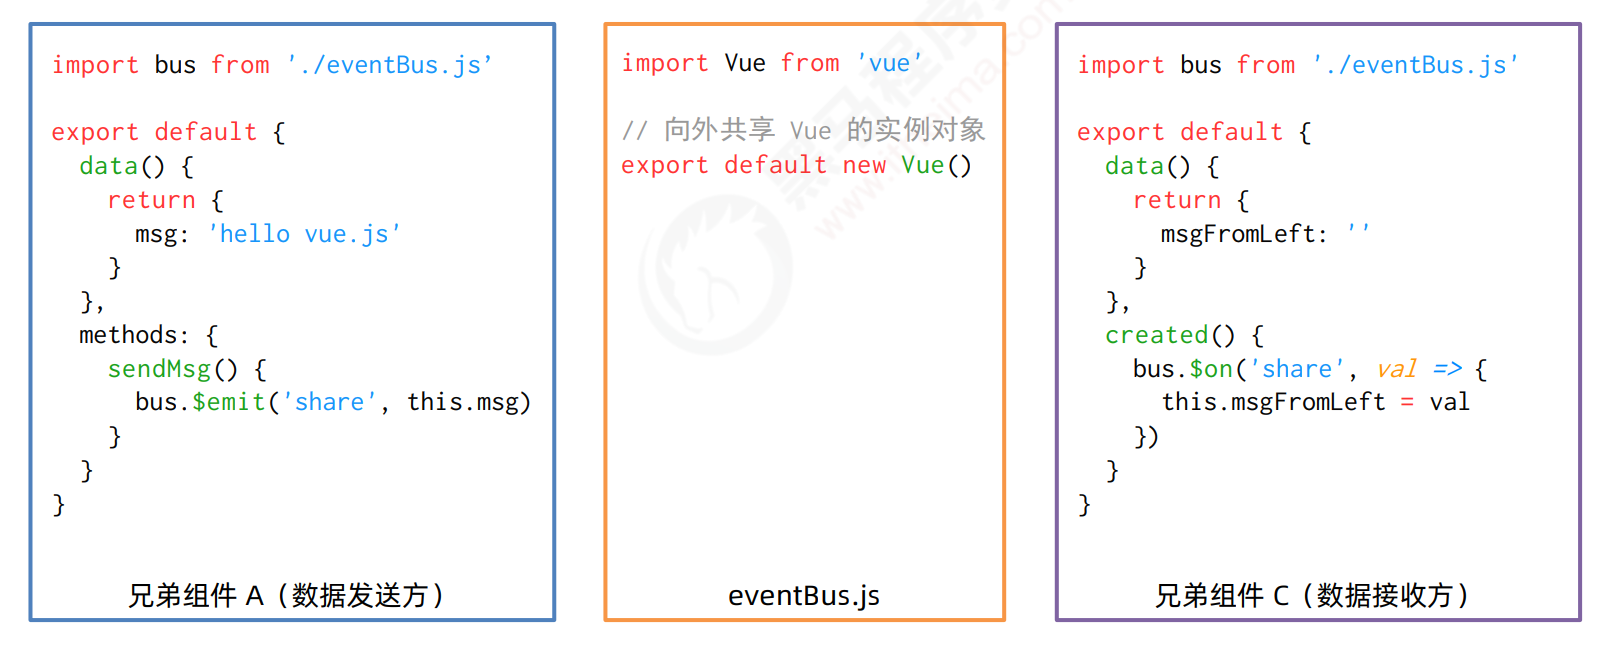 import bus from './eventBus.js’
export default {
data() {
return {
msg: 'hello vue.js'
}
},
methods: {
sendMsg() {
bus.$emit('share', this.msg)
}
}
}
兄弟组件 A（数据发送方）
import Vue from 'vue'
// 向外共享 Vue 的实例对象
export default new Vue()
eventBus.js
import bus from './eventBus.js'
export default {
data() {
return {
msgFromLeft: ''
}
},
created() {
bus.$on('share', val => {
this.msgFromLeft = val
})
}
}
兄弟组件 C（数据接收方）
黑马程序